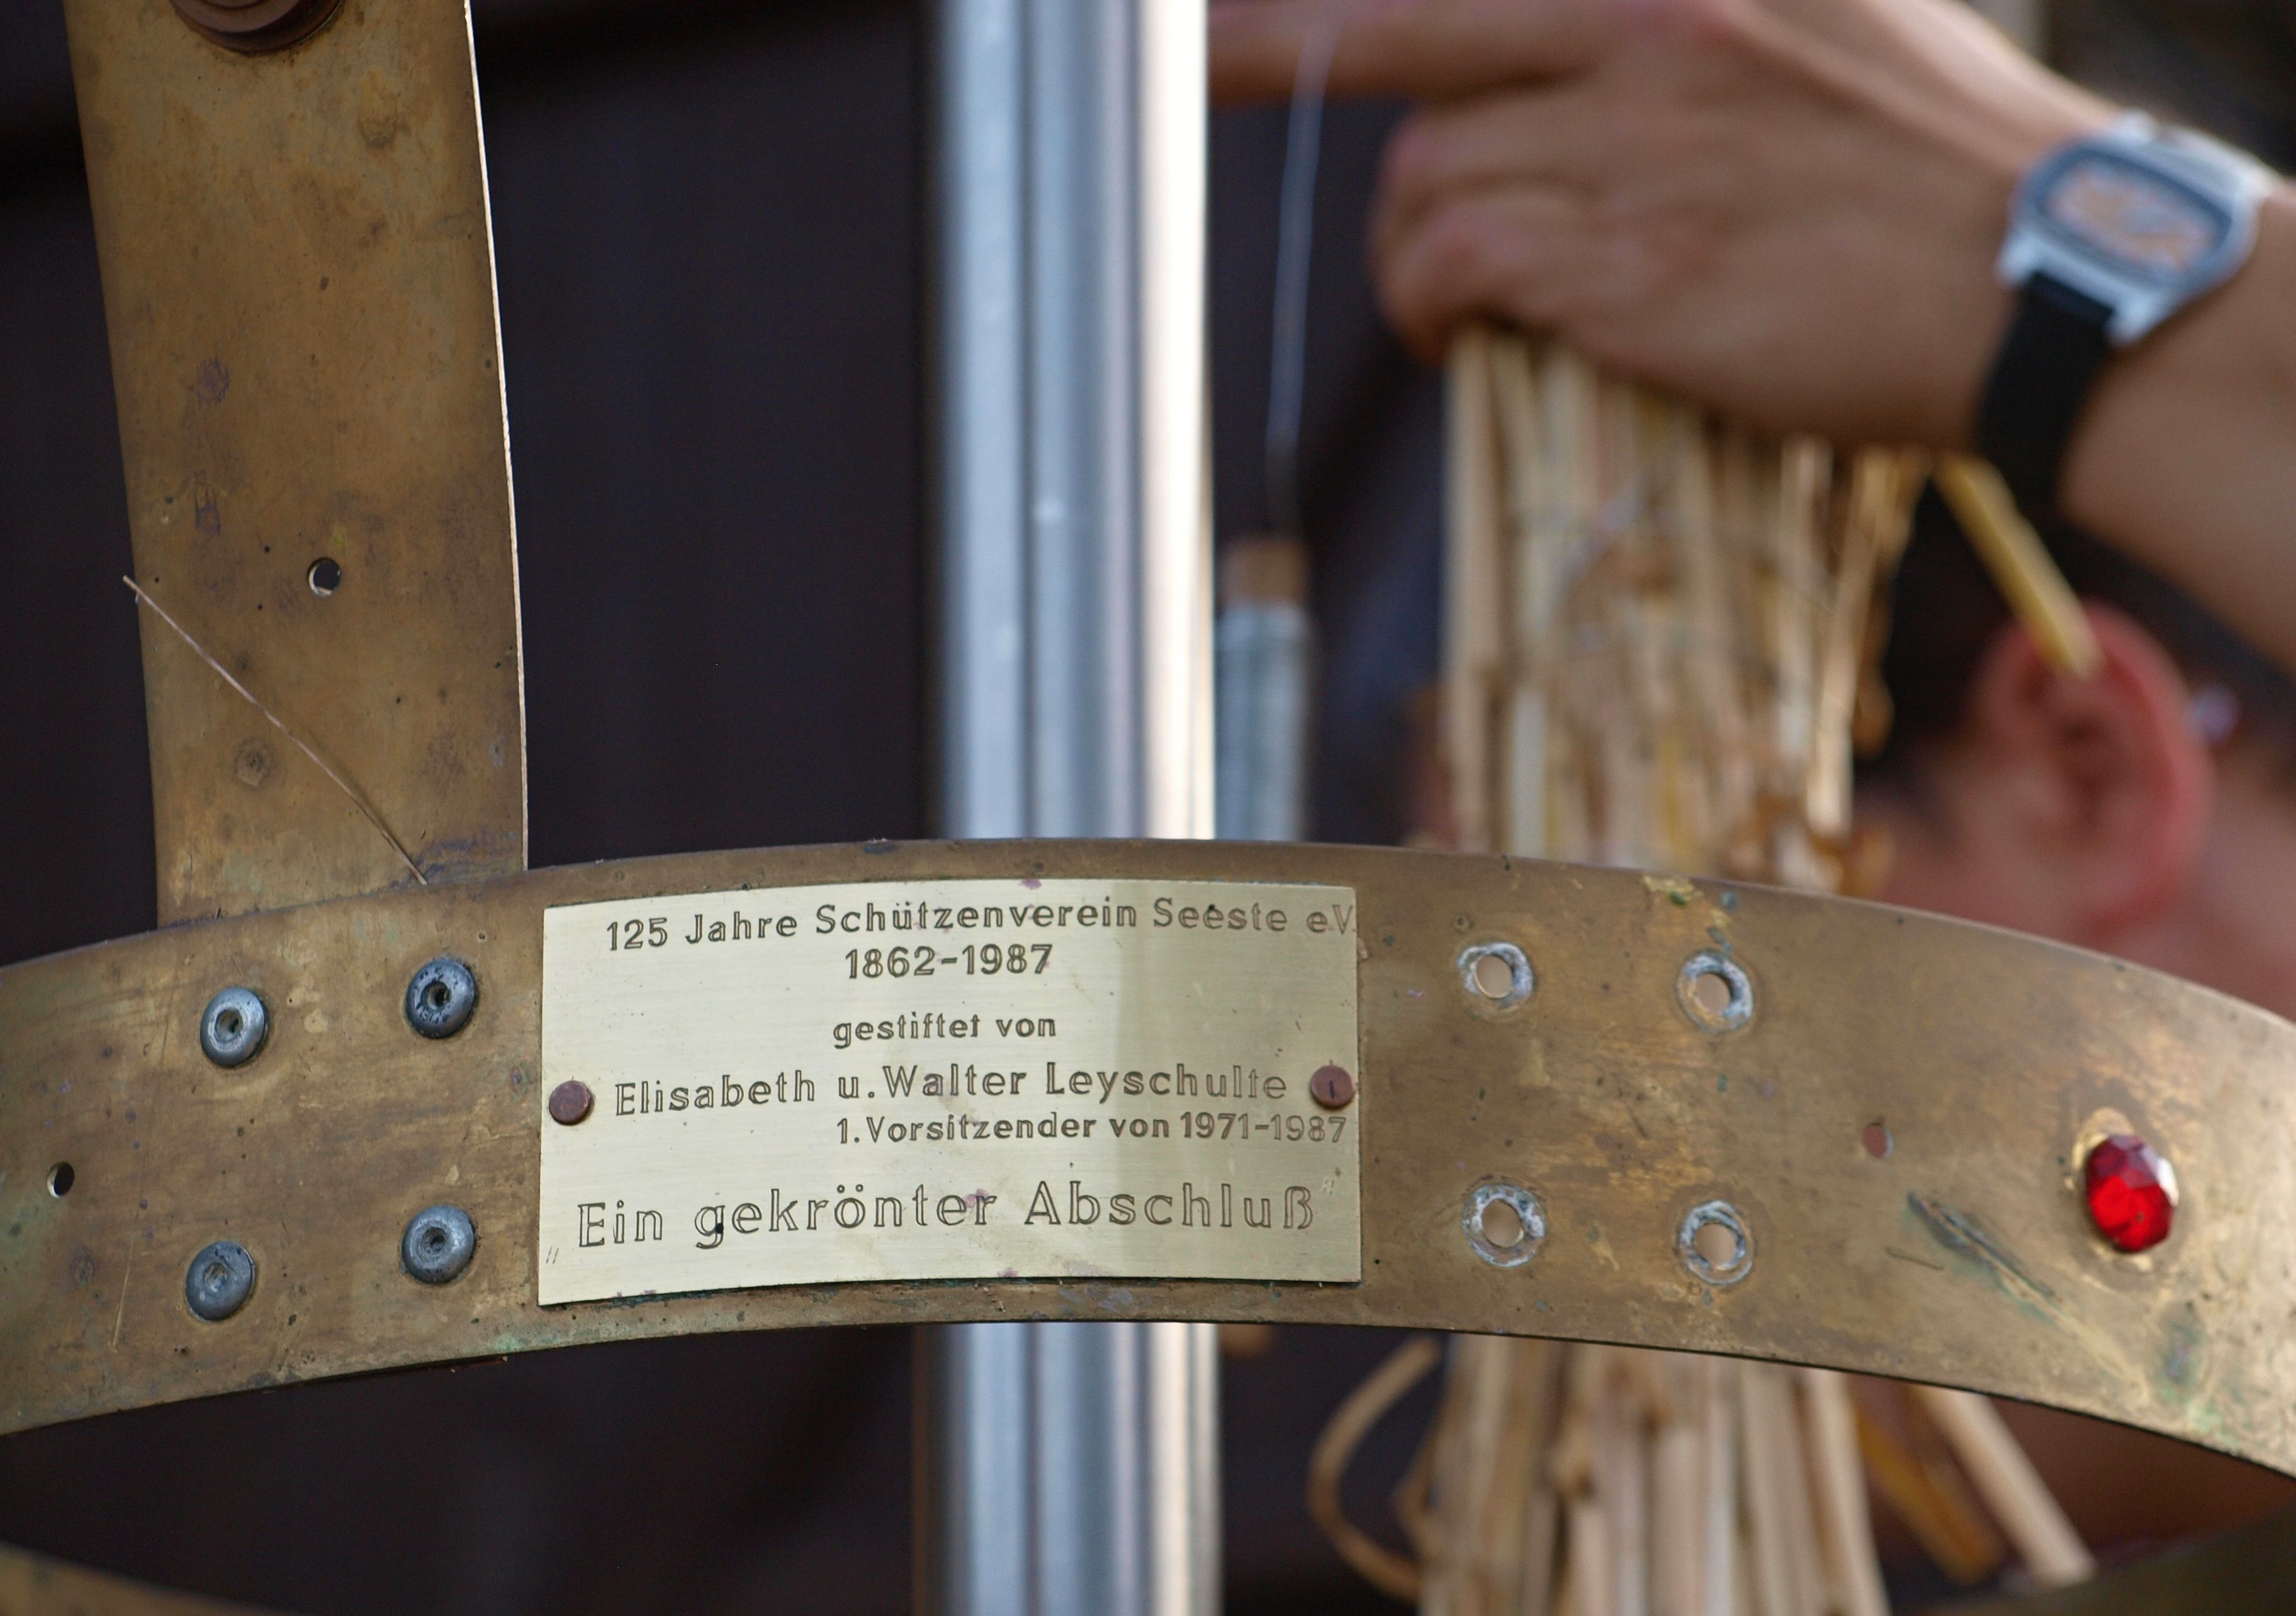 125 Jahre Schützenverein Seeste eV.
1862-1987
gestiftet von
Elisabeth u. Walter Leyschulte
1. Vorsitzender von 1971-1987
„Ein gekrönter Abschluß"